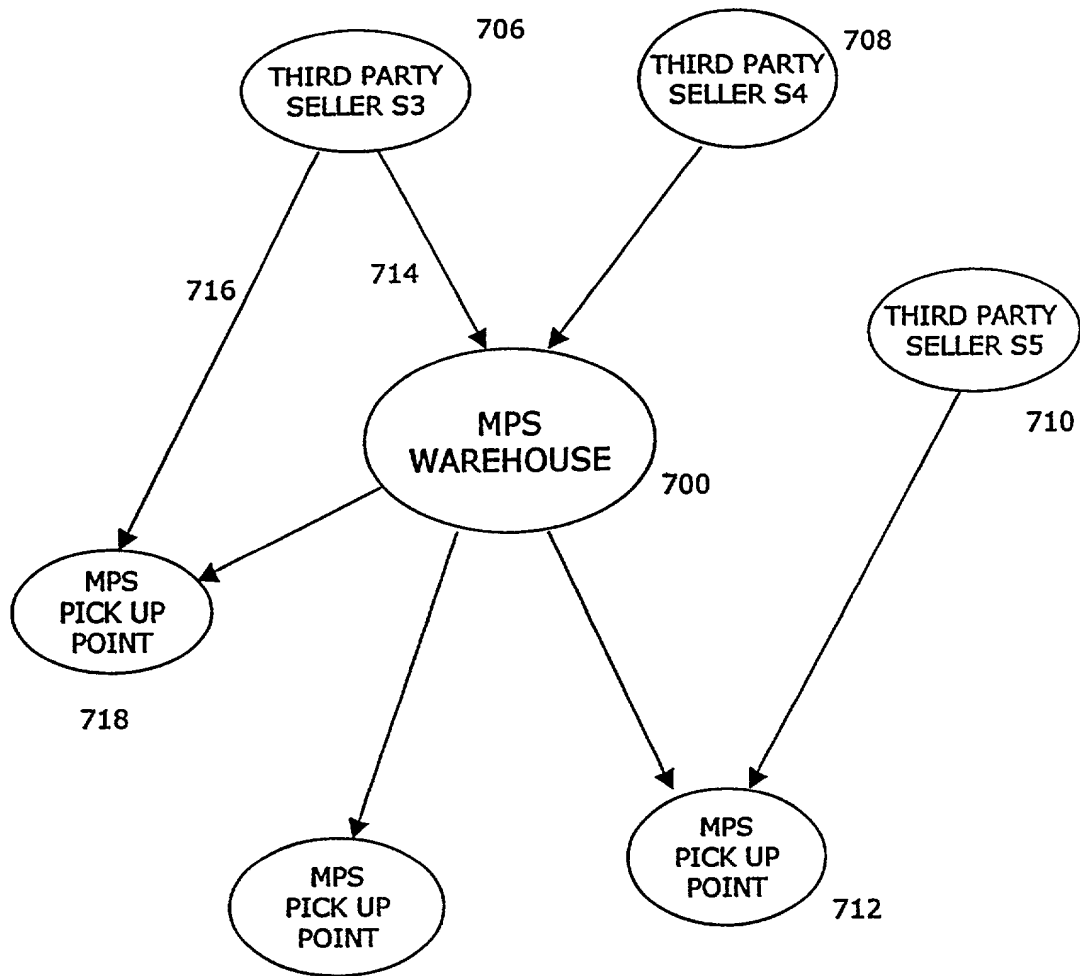 706
THIRD PARTY
SELLER S3
708
THIRD PARTY
SELLER S4
716
714
THIRD PARTY
SELLER S5
710
MPS
WAREHOUSE
700
MPS
PICK UP
POINT
718
MPS
PICK UP
POINT
MPS
PICK UP
POINT
712